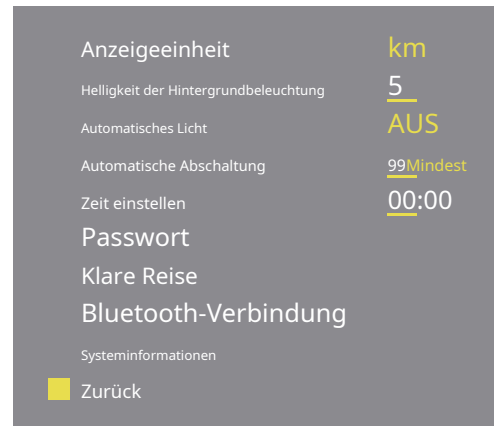 Anzeigeeinheit km
Helligkeit der Hintergrundbeleuchtung 5
Automatisches Licht AUS
Automatische Abschaltung 99Mindest
Zeit einstellen 00:00
Passwort
Klare Reise
Bluetooth-Verbindung
Systeminformationen
Zurück